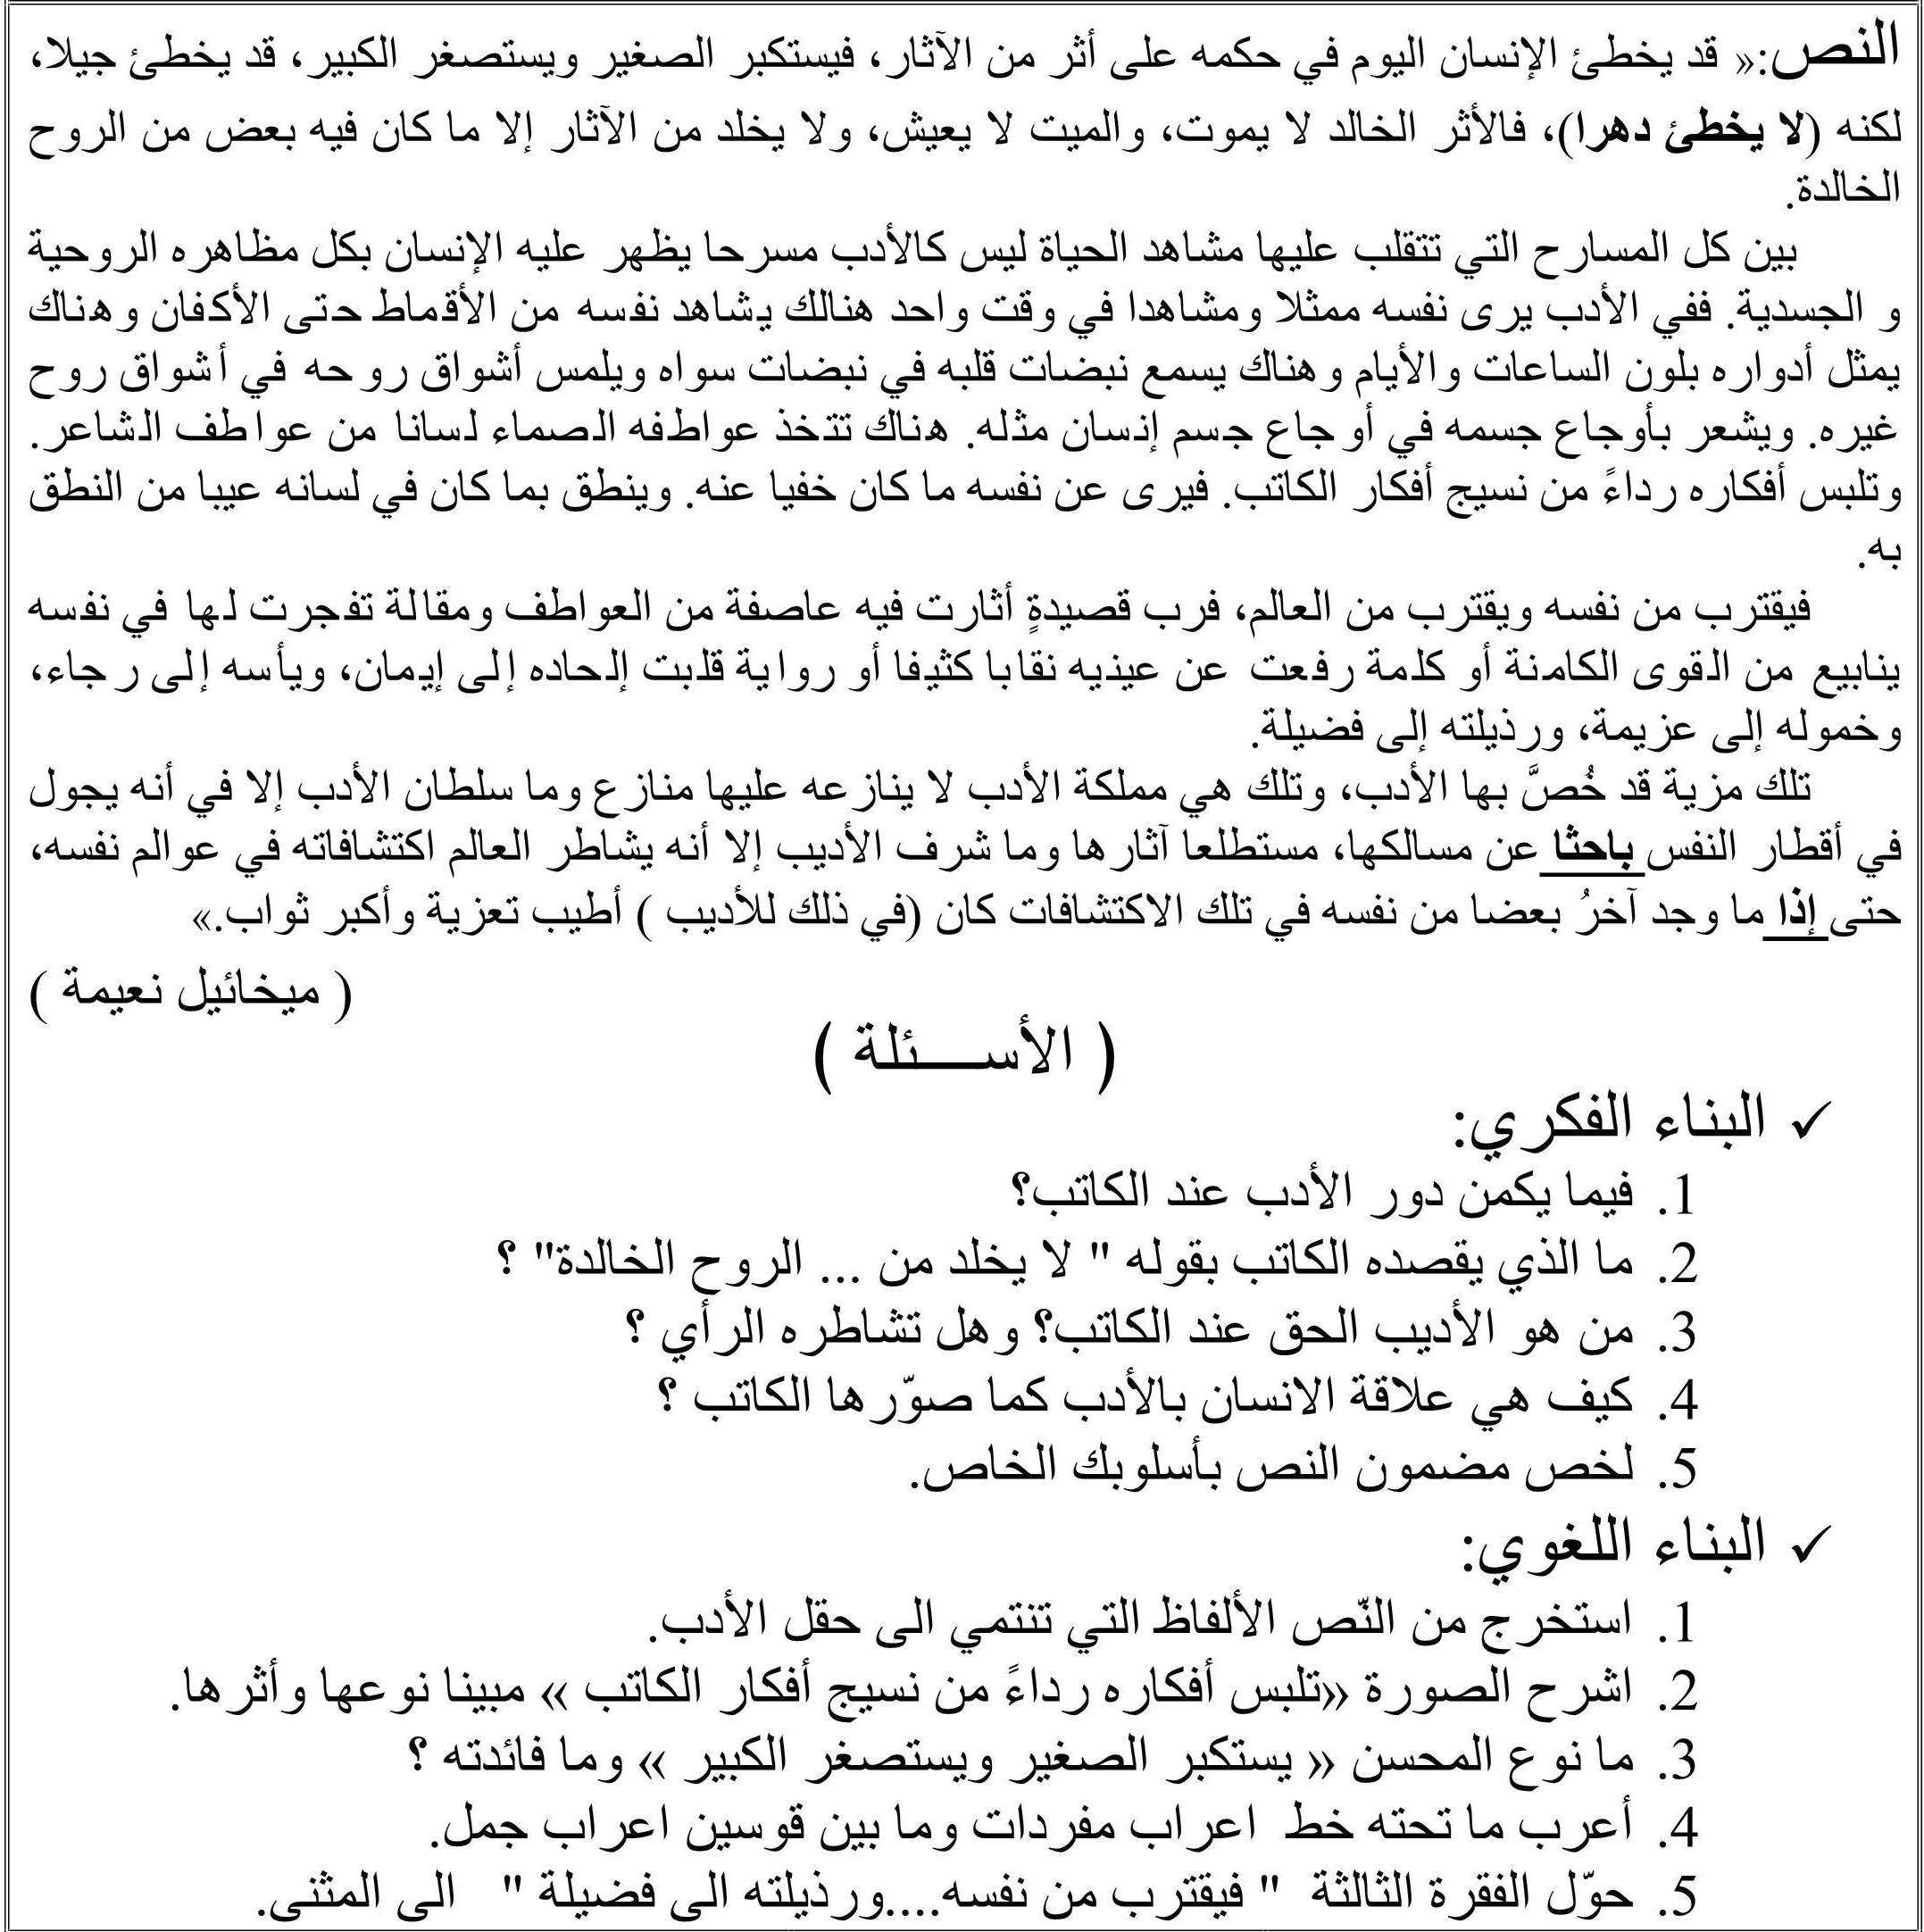 النص:« قد يخطئ الإنسان اليوم في حكمه على أثر من الآثار، فيستكبر الصغير ويستصغر الكبير، قد يخطئ جيلا،
لكنه (لا يخطئ دهرا)، فالأثر الخالد لا يموت، والميت لا يعيش، ولا يخلد من الآثار إلا ما كان فيه بعض من الروح
الخالدة.
بين كل المسارح التي تتقلب عليها مشاهد الحياة ليس كالأدب مسرحا يظهر عليه الإنسان بكل مظاهره الروحية
و الجسدية. ففي الأدب يرى نفسه ممثلا ومشاهدا في وقت واحد هنالك يشاهد نفسه من الأقماط حتى الأكفان وهناك
يمثل أدواره بلون الساعات والأيام وهناك يسمع نبضات قلبه في نبضات سواه ويلمس أشواق روحه في أشواق روح
غيره. ويشعر بأوجاع جسمه في أوجاع جسم إنسان مثله. هناك تتخذ عواطفه الصماء لسانا من عواطف الشاعر.
وتلبس أفكاره رداءً من نسيج أفكار الكاتب. فيرى عن نفسه ما كان خفيا عنه. وينطق بما كان في لسانه عييا من النطق
به.
فيقترب من نفسه ويقترب من العالم، فرب قصيدةٍ أثارت فيه عاصفة من العواطف ومقالة تفجرت لها في نفسه
ينابيع من القوى الكامنة أو كلمة رفعت عن عينيه نقابا كثيفا أو رواية قلبت إلحاده إلى إيمان، ويأسه إلى رجاء،
وخموله إلى عزيمة، ورذيلته إلى فضيلة.
تلك مزية قد خُصَّ بها الأدب، وتلك هي مملكة الأدب لا ينازعه عليها منازع وما سلطان الأدب إلا في أنه يجول
في أقطار النفس باحثا عن مسالكها، مستطلعا آثارها وما شرف الأديب إلا أنه يشاطر العالم اكتشافاته في عوالم نفسه،
حتى إذا ما وجد آخرُ بعضا من نفسه في تلك الاكتشافات كان (في ذلك للأديب ) أطيب تعزية وأكبر ثواب.»
( ميخائيل نعيمة )
( الأســـئلة )
✓ البناء الفكري:
1. فيما يكمن دور الأدب عند الكاتب؟
2. ما الذي يقصده الكاتب بقوله " لا يخلد من ... الروح الخالدة" ؟
3. من هو الأديب الحق عند الكاتب؟ وهل تشاطره الرأي ؟
4. كيف هي علاقة الانسان بالأدب كما صوّرها الكاتب ؟
5. لخص مضمون النص بأسلوبك الخاص.
✓ البناء اللغوي:
1. استخرج من النّص الألفاظ التي تنتمي الى حقل الأدب.
2. اشرح الصورة «تلبس أفكاره رداءً من نسيج أفكار الكاتب » مبينا نوعها وأثرها.
3. ما نوع المحسن « يستكبر الصغير ويستصغر الكبير » وما فائدته ؟
4. أعرب ما تحته خط اعراب مفردات وما بين قوسين اعراب جمل.
5. حوّل الفقرة الثالثة " فيقترب من نفسه....ورذيلته الى فضيلة " الى المثنى.